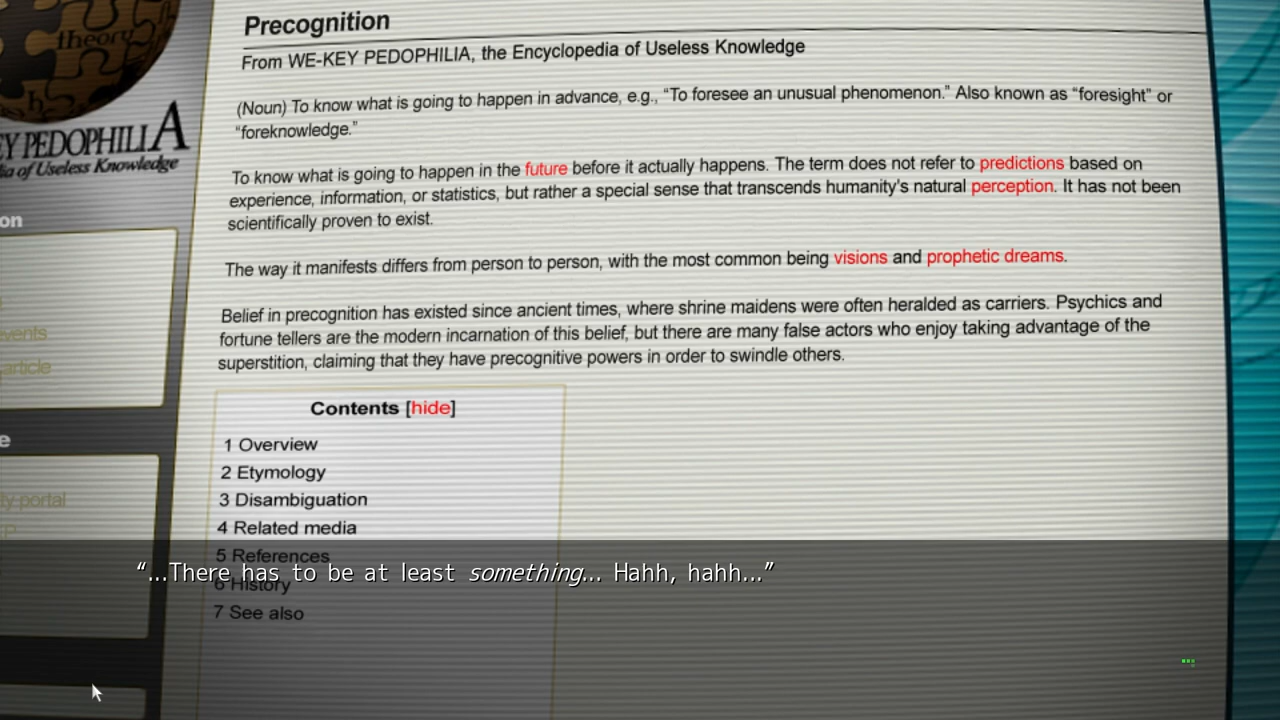 theory
h
Precognition
From WE-KEY PEDOPHILIA, the Encyclopedia of Useless Knowledge
(Noun) To know what is going to happen in advance, e.g., “To foresee an unusual phenomenon.” Also known as “foresight” or
“foreknowledge.”
EY PEDOPHILIA
dia of Useless Knowledge
To know what is going to happen in the future before it actually happens. The term does not refer to predictions based on
experience, information, or statistics, but rather a special sense that transcends humanity's natural perception. It has not been
scientifically proven to exist.
on
The way it manifests differs from person to person, with the most common being visions and prophetic dreams.
events
article
Belief in precognition has existed since ancient times, where shrine maidens were often heralded as carriers. Psychics and
fortune tellers are the modern incarnation of this belief, but there are many false actors who enjoy taking advantage of the
superstition, claiming that they have precognitive powers in order to swindle others.
Contents [hide]
e
1 Overview
2 Etymology
3 Disambiguation
4 Related media
5 References
6 History
7 See also
ty portal
P
“…There has to be at least something… Hahh, hahh…”